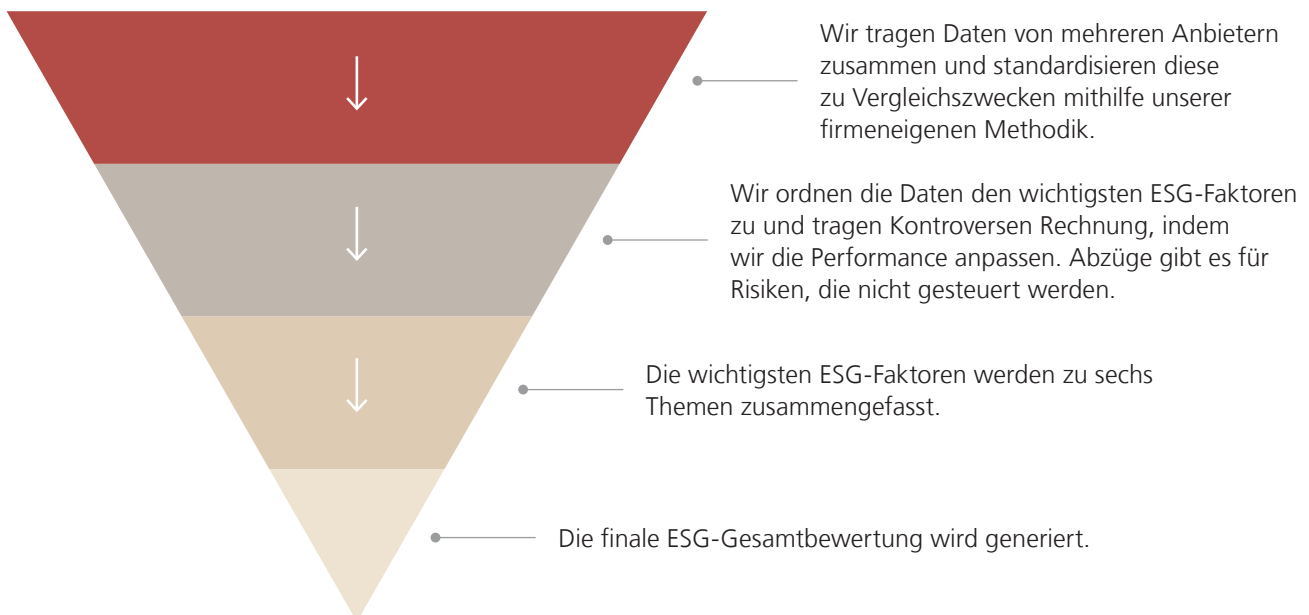 Wir tragen Daten von mehreren Anbietern
zusammen und standardisieren diese
zu Vergleichszwecken mithilfe unserer
firmeneigenen Methodik.
Wir ordnen die Daten den wichtigsten ESG-Faktoren
zu und tragen Kontroversen Rechnung, indem
wir die Performance anpassen. Abzüge gibt es für
Risiken, die nicht gesteuert werden.
Die wichtigsten ESG-Faktoren werden zu sechs
Themen zusammengefasst.
Die finale ESG-Gesamtbewertung wird generiert.